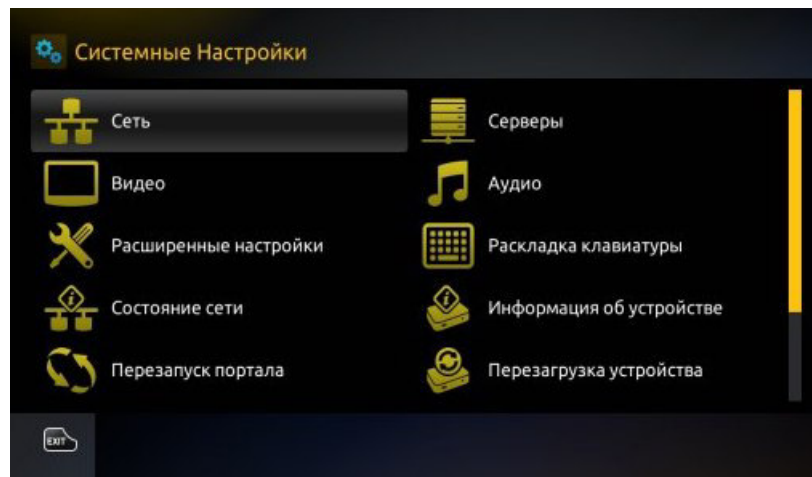 Системные Настройки
Сеть
Серверы
Видео
Аудио
Расширенные настройки
Раскладка клавиатуры
Состояние сети
Информация об устройстве
Перезапуск портала
Перезагрузка устройства
EXIT